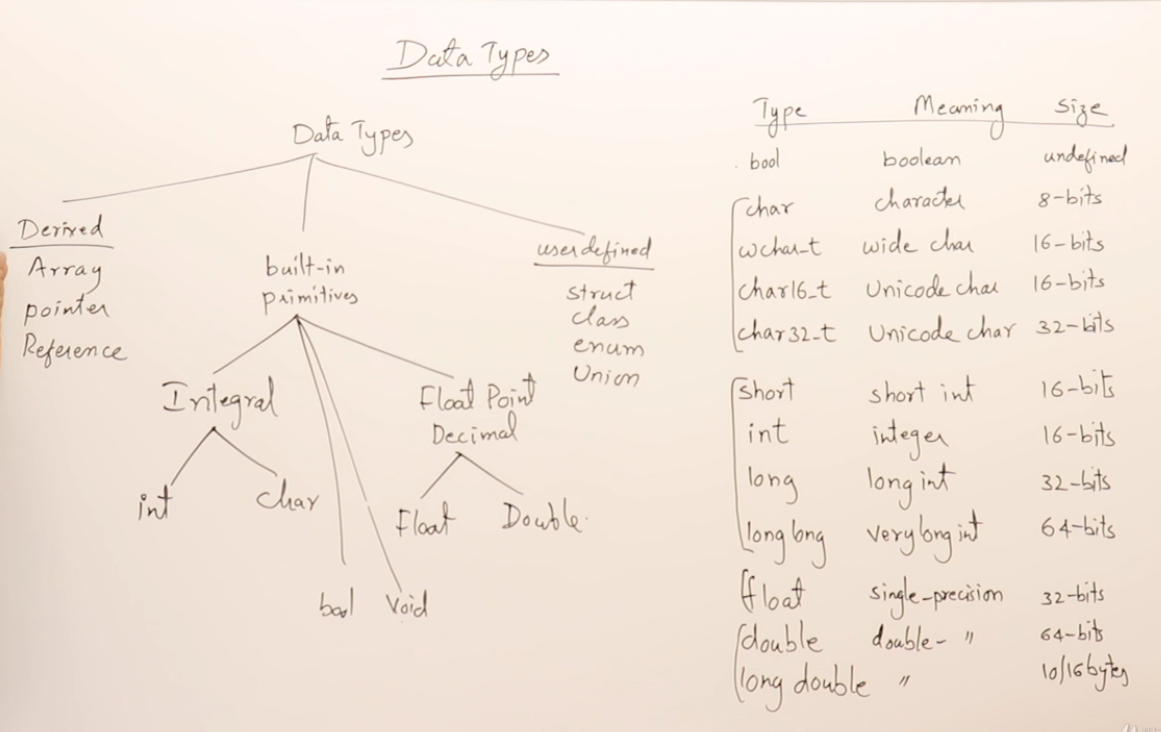 Data Types
Data Types
Derived
Array
pointer
Reference
built-in
primitives
userdefined
struct
class
enum
Union
Integral
int
char
Float Point
Decimal
Float
Double
bool
void
Type Meaning Size
bool boolean undefined
char character 8-bits
wchar_t wide char 16-bits
char16_t Unicode char 16-bits
char32_t Unicode char 32-bits
short short int 16-bits
int integer 16-bits
long long int 32-bits
long long very long int 64-bits
float single-precision 32-bits
double double- " 64-bits
long double " 10/16 bytes